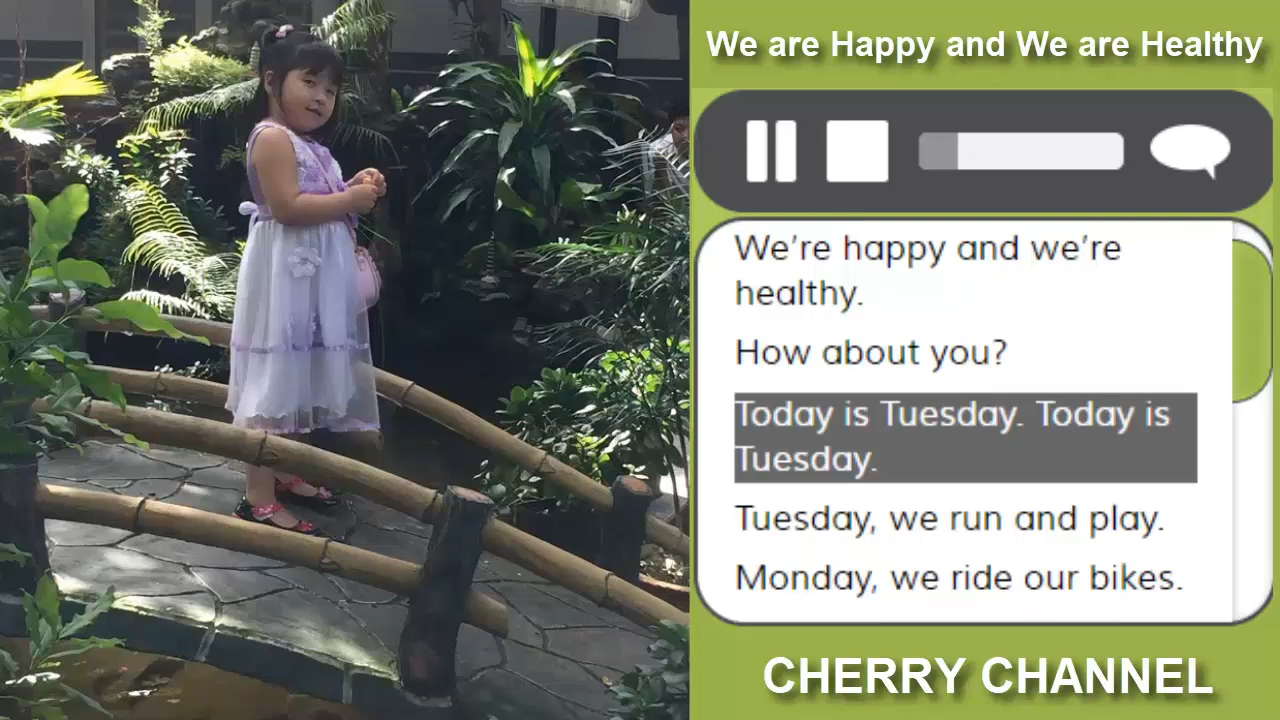 We are Happy and We are Healthy
We're happy and we're
healthy.
How about you?
Today is Tuesday. Today is
Tuesday.
Tuesday, we run and play.
Monday, we ride our bikes.
CHERRY CHANNEL